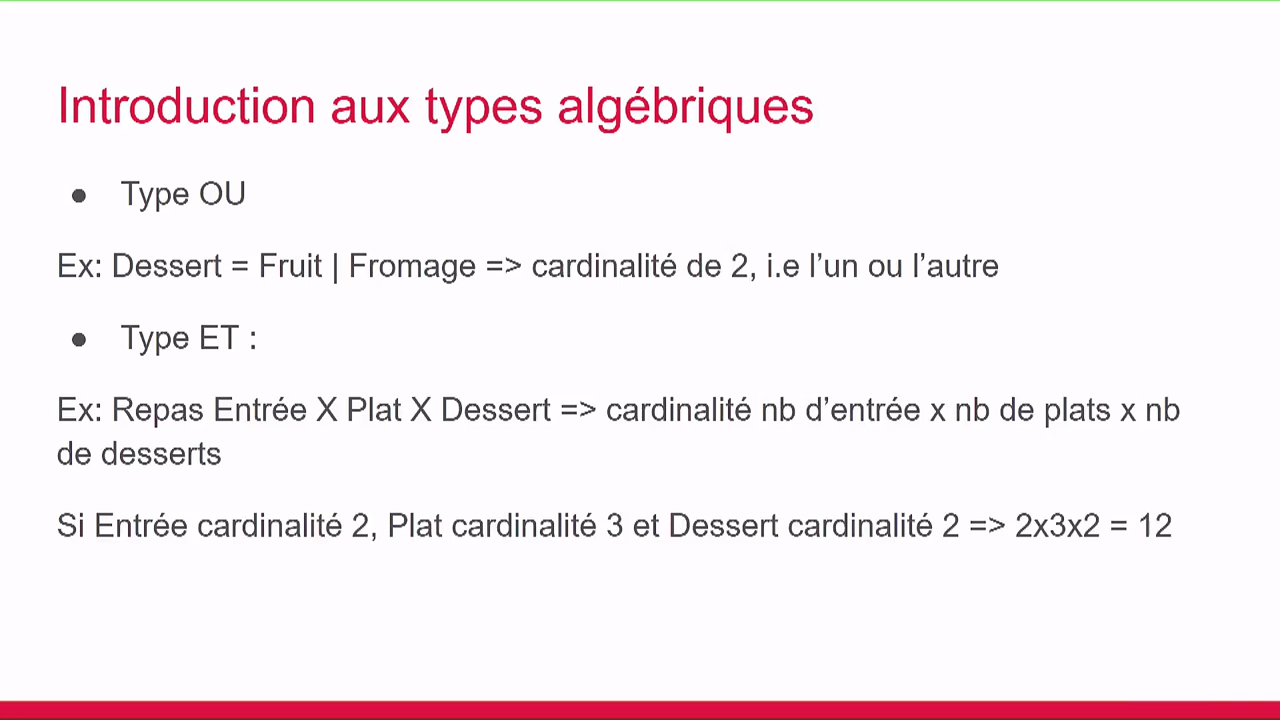 Introduction aux types algébriques
● Type OU
Ex: Dessert = Fruit | Fromage => cardinalité de 2, i.e l’un ou l’autre
● Type ET :
Ex: Repas Entrée X Plat X Dessert => cardinalité nb d’entrée x nb de plats x nb
de desserts
Si Entrée cardinalité 2, Plat cardinalité 3 et Dessert cardinalité 2 => 2x3x2 = 12